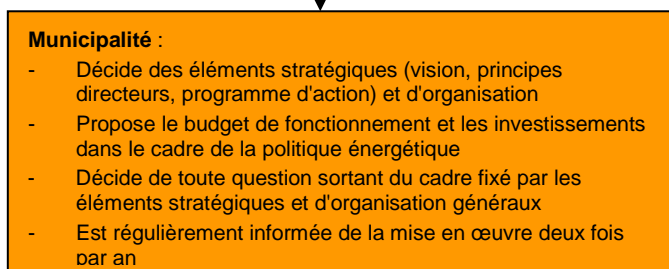 Municipalité :
- Décide des éléments stratégiques (vision, principes
directeurs, programme d'action) et d'organisation
- Propose le budget de fonctionnement et les investissements
dans le cadre de la politique énergétique
- Décide de toute question sortant du cadre fixé par les
éléments stratégiques et d'organisation généraux
- Est régulièrement informée de la mise en œuvre deux fois
par an